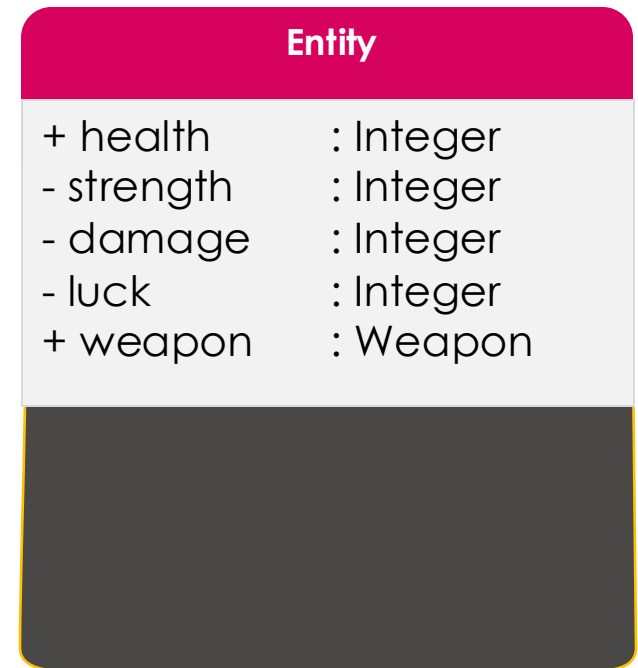 Entity
+ health : Integer
- strength : Integer
- damage : Integer
- luck : Integer
+ weapon : Weapon